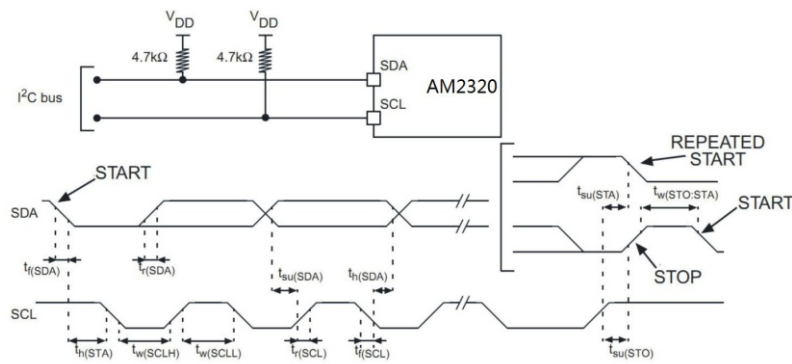 VDD VDD
4.7kΩ 4.7kΩ
SDA
I²C bus
AM2320
SCL
REPEATED
START
START
tsu(STA) tw(STO:STA)
START
SDA
tf(SDA) tr(SDA) tsu(SDA) th(SDA)
STOP
SCL
th(STA) tw(SCLH) tw(SCLL) tr(SCL) tf(SCL) tsu(STO)